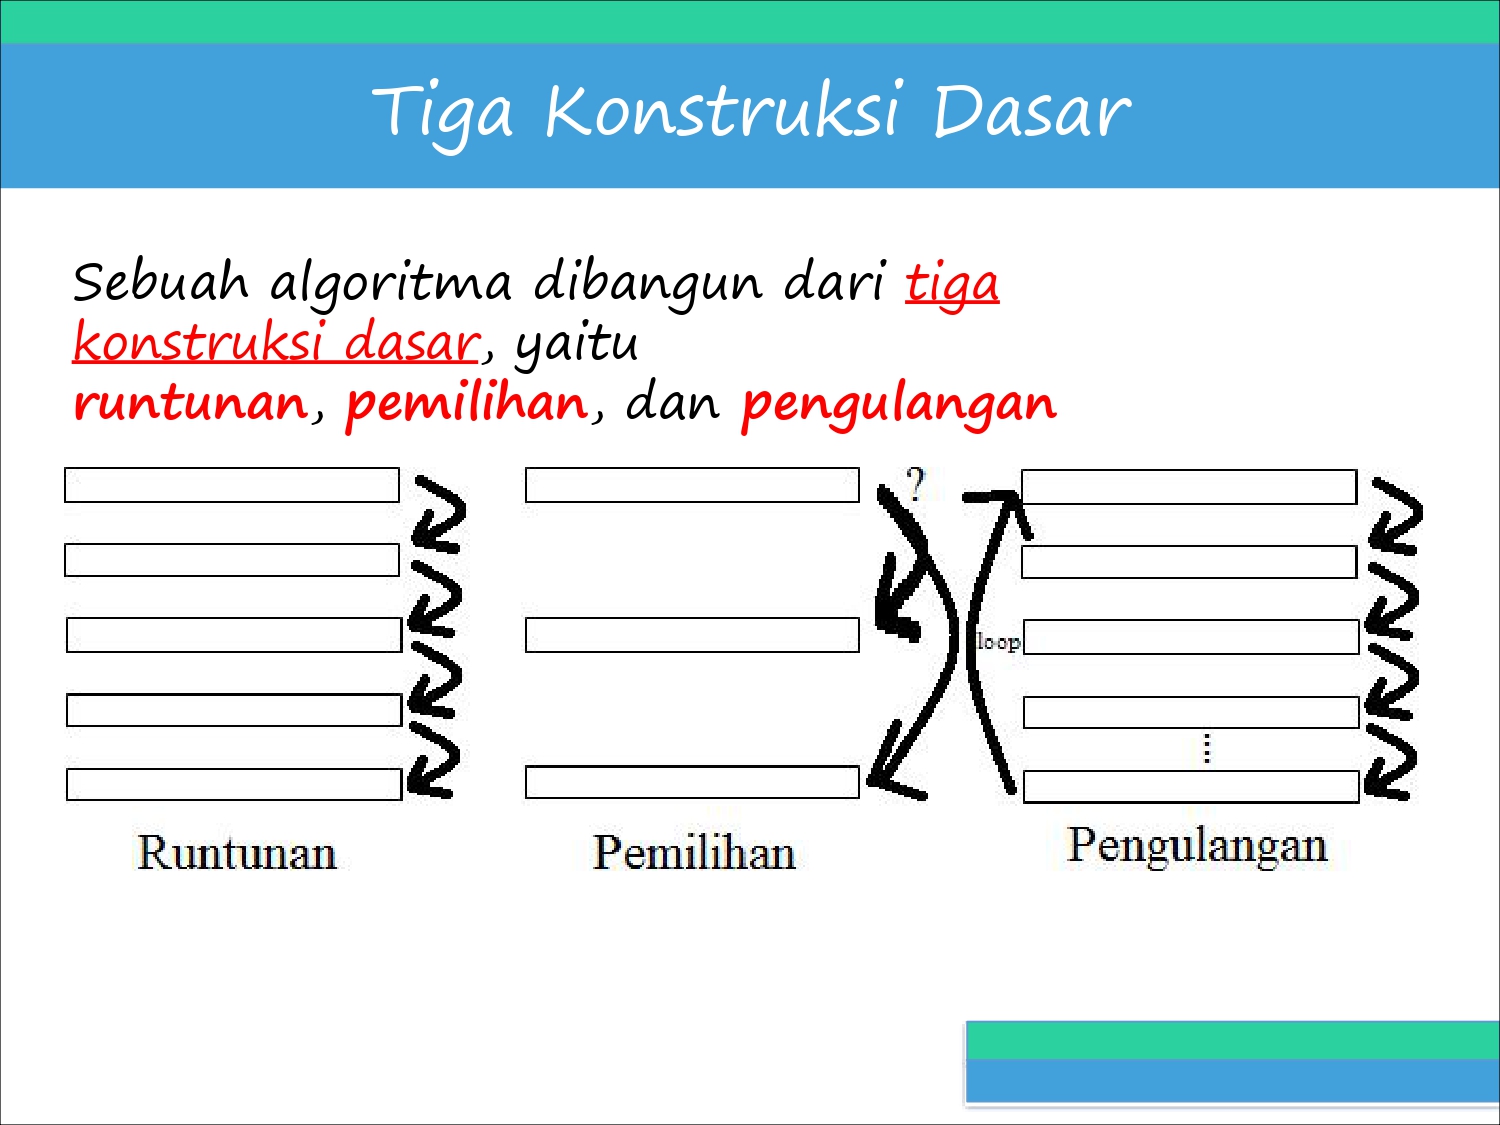 Tiga Konstruksi Dasar
Sebuah algoritma dibangun dari tiga
konstruksi dasar, yaitu
runtunan, pemilihan, dan pengulangan
?
loop
Runtunan
Pemilihan
Pengulangan